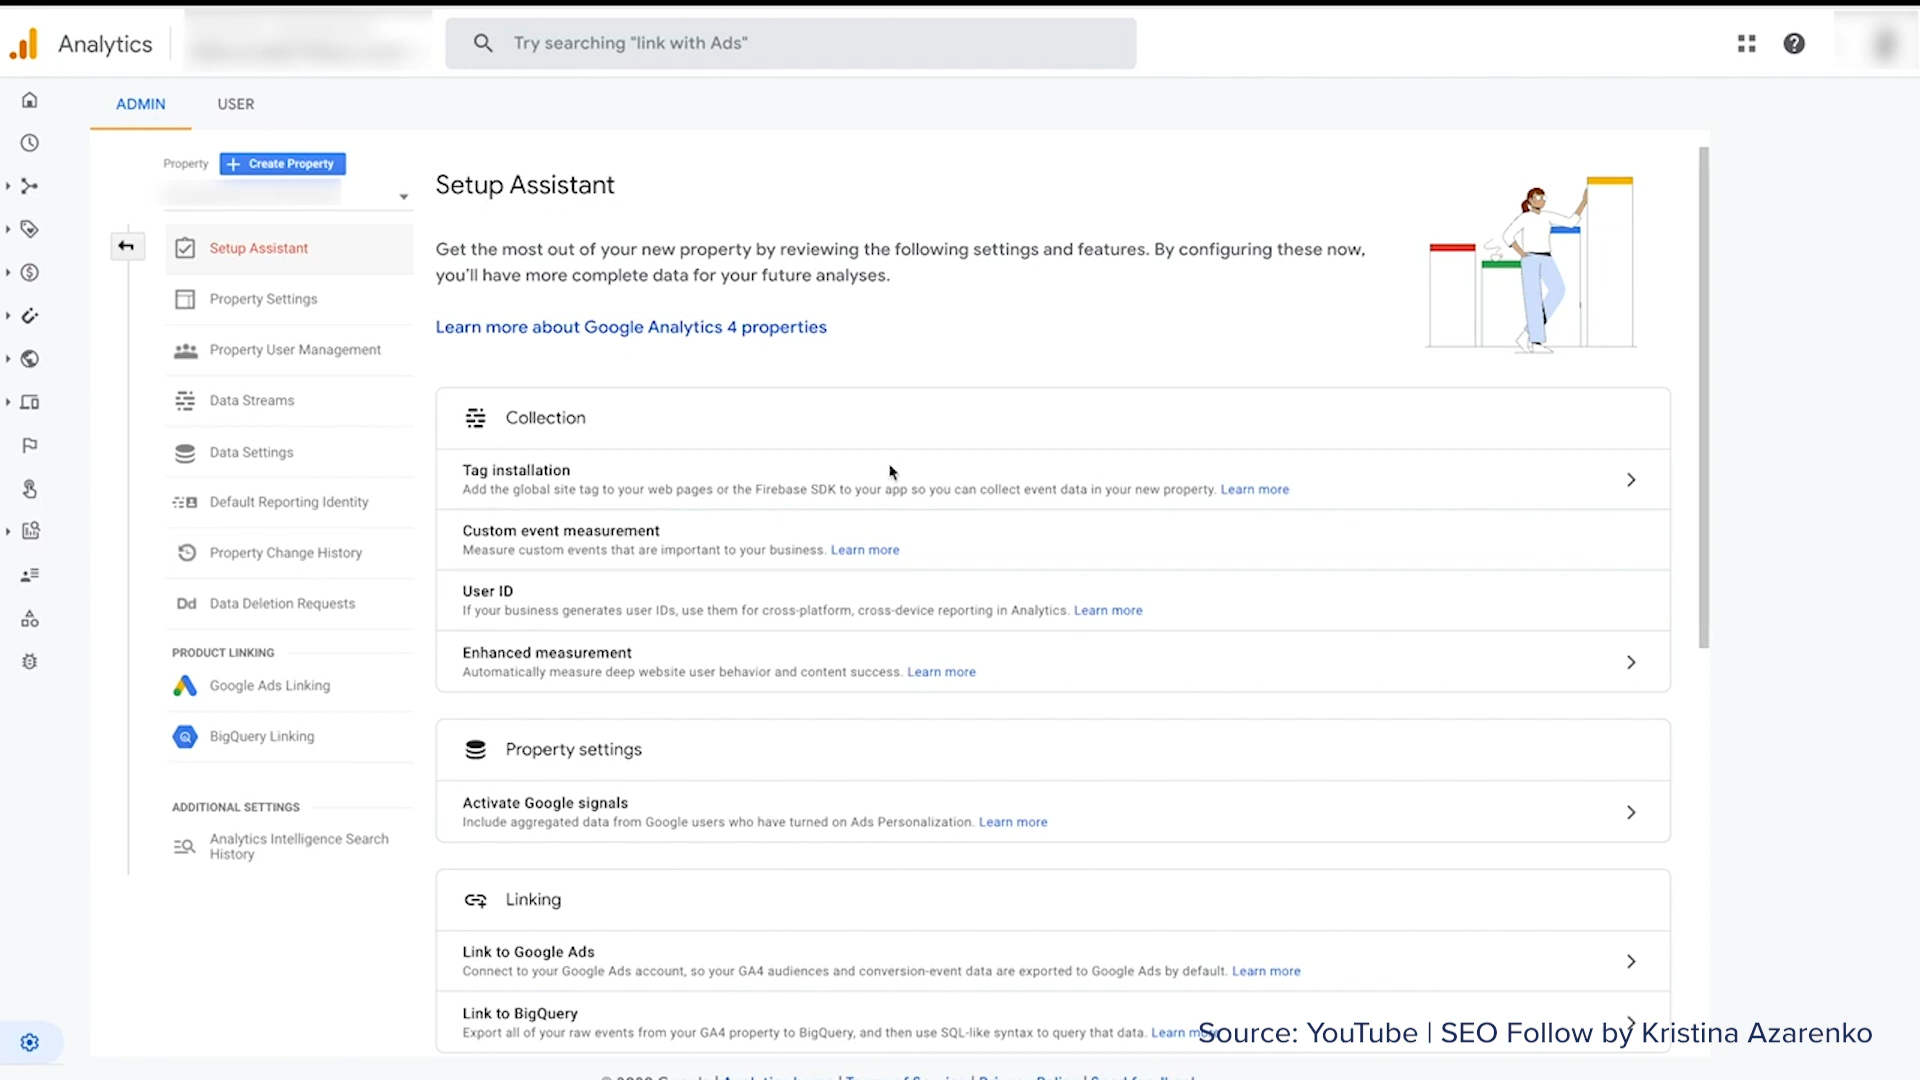 Analytics
Try searching "link with Ads"
ADMIN
USER
Property
Create Property
Setup Assistant
Property Settings
Property User Management
Data Streams
Data Settings
Default Reporting Identity
Property Change History
Dd Data Deletion Requests
PRODUCT LINKING
Google Ads Linking
BigQuery Linking
ADDITIONAL SETTINGS
Analytics Intelligence Search
History
Setup Assistant
Get the most out of your new property by reviewing the following settings and features. By configuring these now,
you'll have more complete data for your future analyses.
Learn more about Google Analytics 4 properties
Collection
Tag installation
Add the global site tag to your web pages or the Firebase SDK to your app so you can collect event data in your new property. Learn more
Custom event measurement
Measure custom events that are important to your business. Learn more
User ID
If your business generates user IDs, use them for cross-platform, cross-device reporting in Analytics. Learn more
Enhanced measurement
Automatically measure deep website user behavior and content success. Learn more
Property settings
Activate Google signals
Include aggregated data from Google users who have turned on Ads Personalization. Learn more
Linking
Link to Google Ads
Connect to your Google Ads account, so your GA4 audiences and conversion-event data are exported to Google Ads by default. Learn more
Link to BigQuery
Export all of your raw events from your GA4 property to BigQuery, and then use SQL-like syntax to query that data. Learn more
Source: YouTube | SEO Follow by Kristina Azarenko